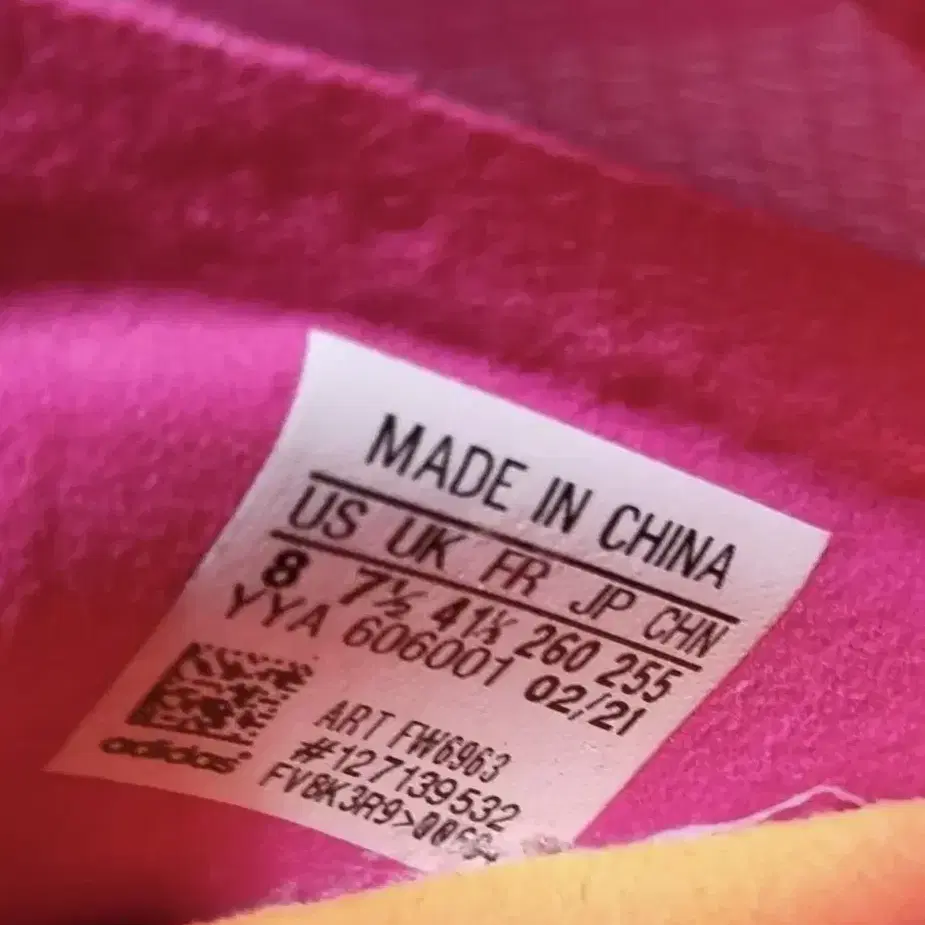 MADE IN CHINA
US UK FR JP CHN
8 7½ 41⅓ 260 255
YYA 606001 02/21
ART FW6963
adidas
#127139532